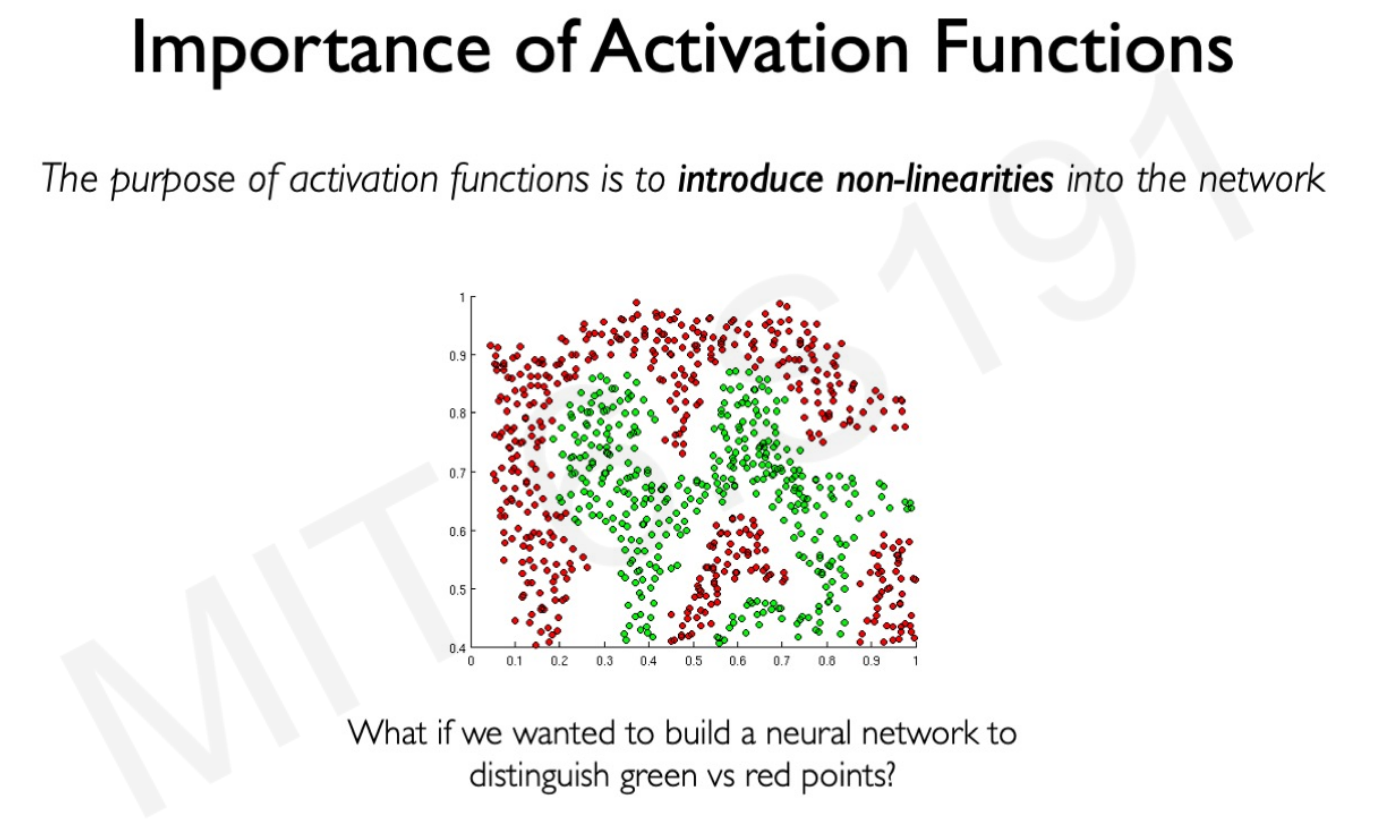 Importance of Activation Functions
The purpose of activation functions is to introduce non-linearities into the network
1
0.9
0.8
0.7
0.6
0.5
0.4
0 0.1 0.2 0.3 0.4 0.5 0.6 0.7 0.8 0.9 1
What if we wanted to build a neural network to
distinguish green vs red points?
MIT 6.S191